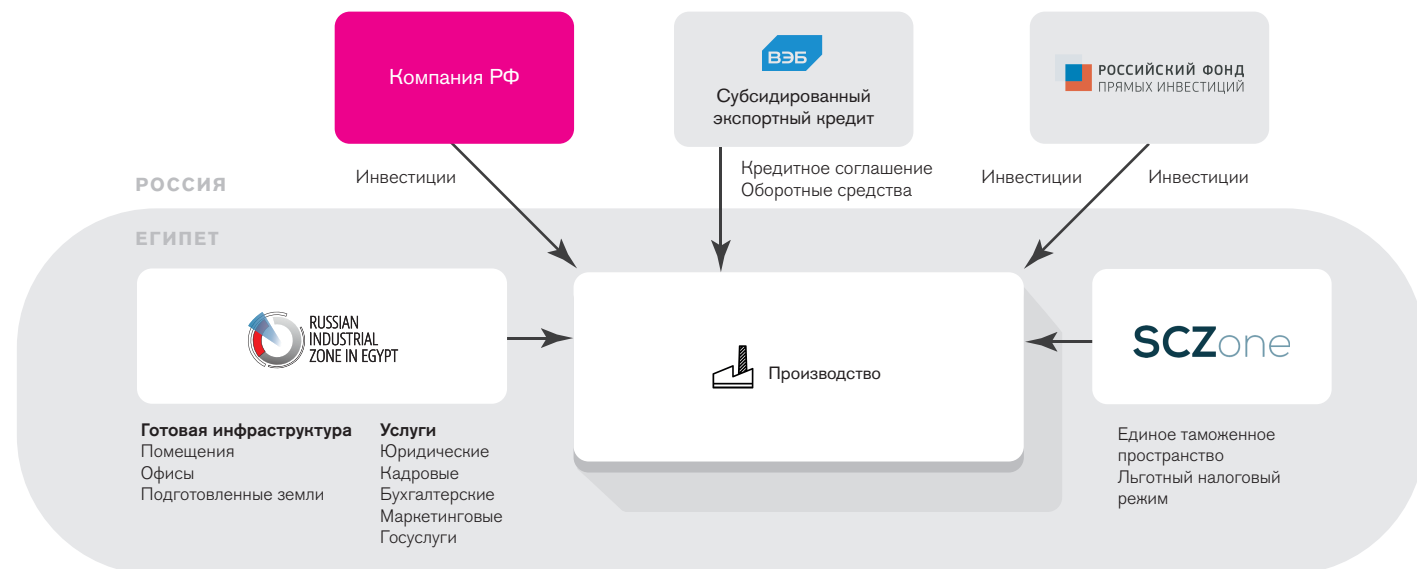 Компания РФ
ВЭБ
Субсидированный
экспортный кредит
РОССИЙСКИЙ ФОНД
ПРЯМЫХ ИНВЕСТИЦИЙ
Инвестиции
Кредитное соглашение
Оборотные средства
Инвестиции
Инвестиции
РОССИЯ
ЕГИПЕТ
RUSSIAN
INDUSTRIAL
ZONE IN EGYPT
Производство
SCZone
Готовая инфраструктура
Помещения
Офисы
Подготовленные земли
Услуги
Юридические
Кадровые
Бухгалтерские
Маркетинговые
Госуслуги
Единое таможенное
пространство
Льготный налоговый
режим